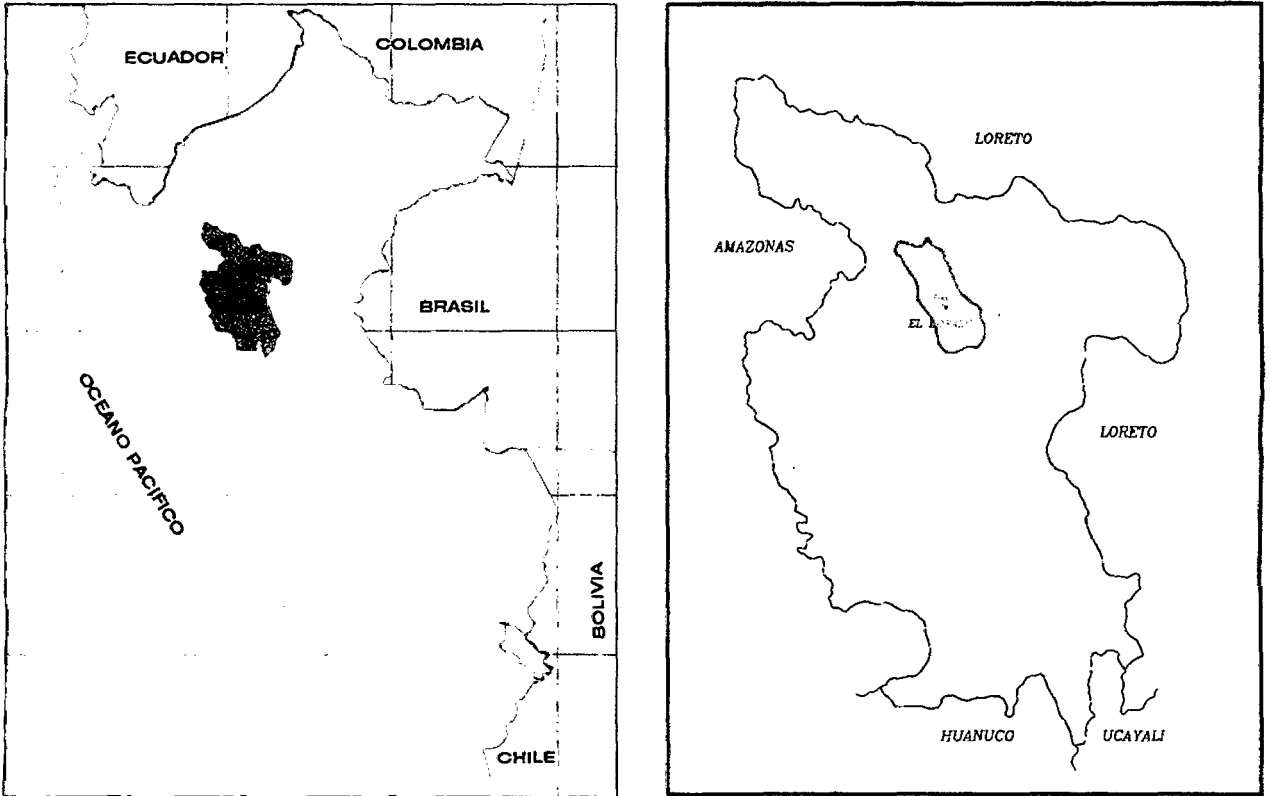 ECUADOR
COLOMBIA
BRASIL
OCEANO PACIFICO
BOLIVIA
CHILE
LORETO
AMAZONAS
EL
LORETO
HUANUCO
UCAYALI